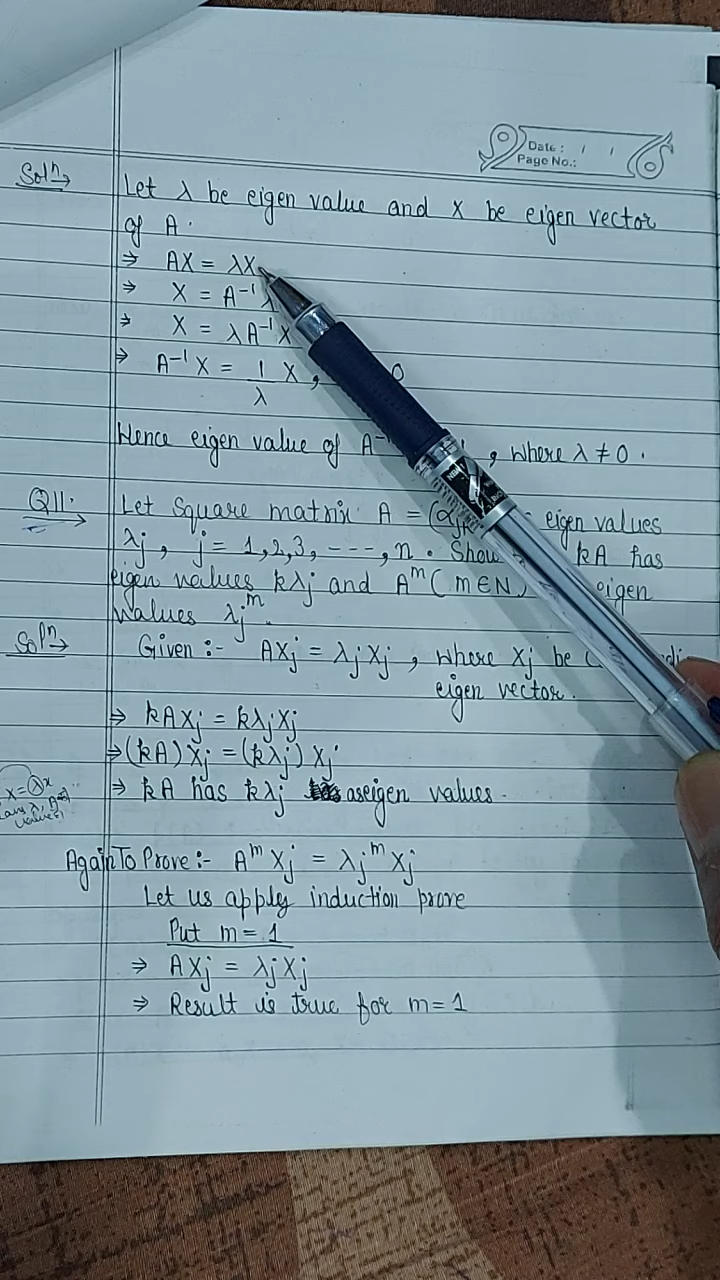 Date : / /
Page No.:
Solⁿ→ Let λ be eigen value and X be eigen vector
of A.
⇒ AX = λX
⇒ X = A⁻¹ λ
⇒ X = λA⁻¹X
⇒ A⁻¹X = 1/λ X, 0
Hence eigen value of A⁻¹ , where λ ≠ 0.
Q11.→ Let Square matrix A = eigen values
λj, j = 1,2,3, ----, n. Show kA has
eigen values kλj and Aᵐ (m∈N) eigen
values λjᵐ.
Solⁿ→ Given :- AXj = λjXj, where Xj be
eigen vector.
⇒ kAXj = kλjXj
⇒ (kA) Xj = (kλj) Xj
⇒ kA has kλj as eigen values.
X = λx
Again To Prove :- Aᵐ Xj = λjᵐ Xj
Let us apply induction prove
Put m = 1
⇒ AXj = λjXj
⇒ Result is true for m = 1